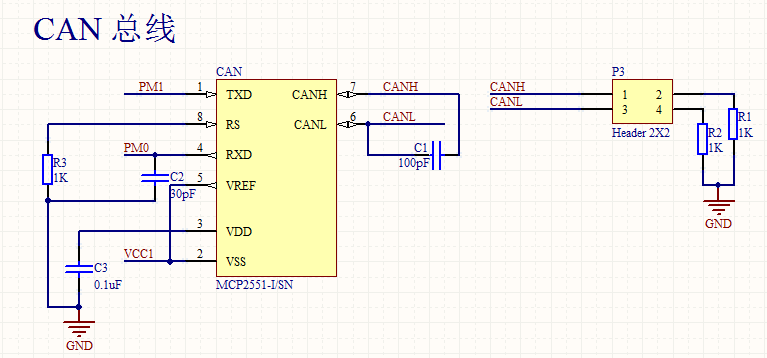 CAN 总线
CAN
PM1 1 TXD CANH 7 CANH
8 RS CANL 6 CANL
PM0 4 RXD
5 VREF
3 VDD
VCC1 2 VSS
MCP2551-I/SN
R3
1K
C2
30pF
C3
0.1uF
GND
C1
100pF
P3
CANH 1 2
CANL 3 4
Header 2X2
R1
1K
R2
1K
GND